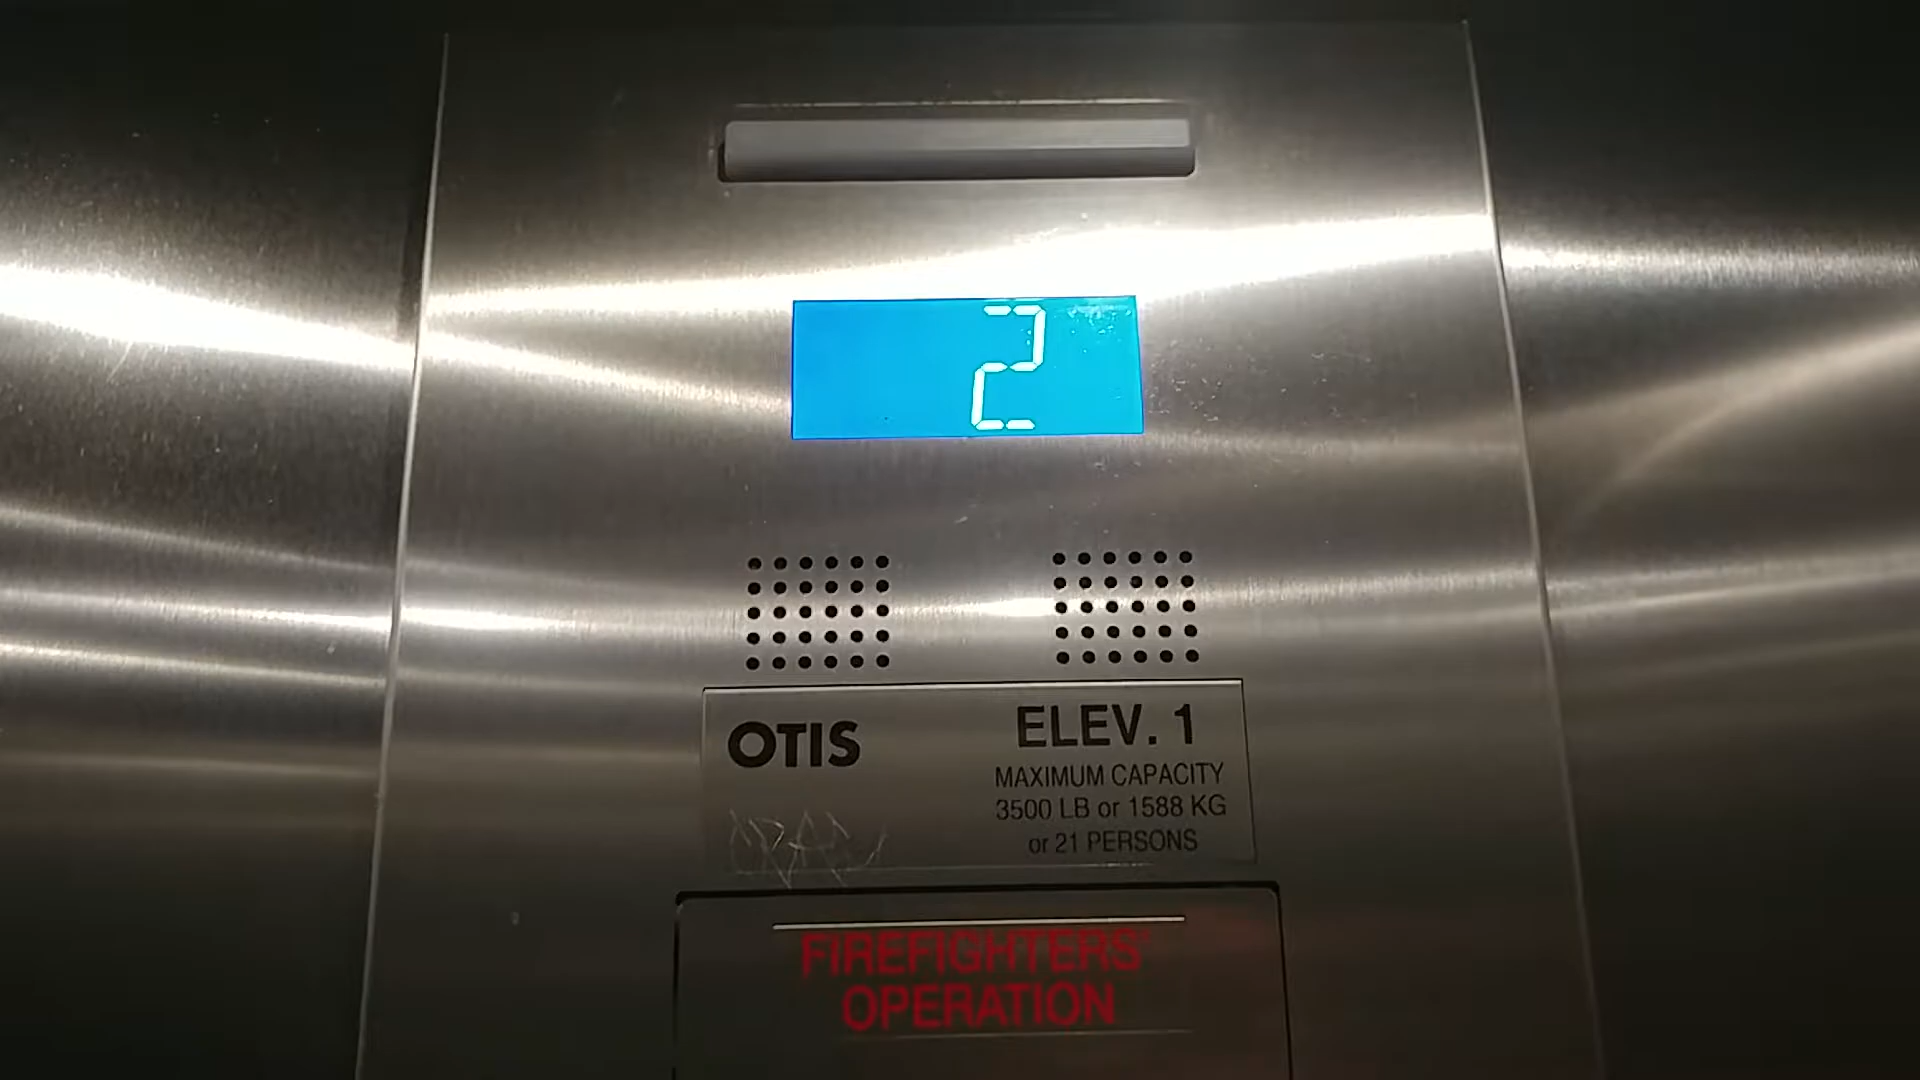 2
OTIS
ELEV. 1
MAXIMUM CAPACITY
3500 LB or 1588 KG
or 21 PERSONS
FIREFIGHTERS'
OPERATION